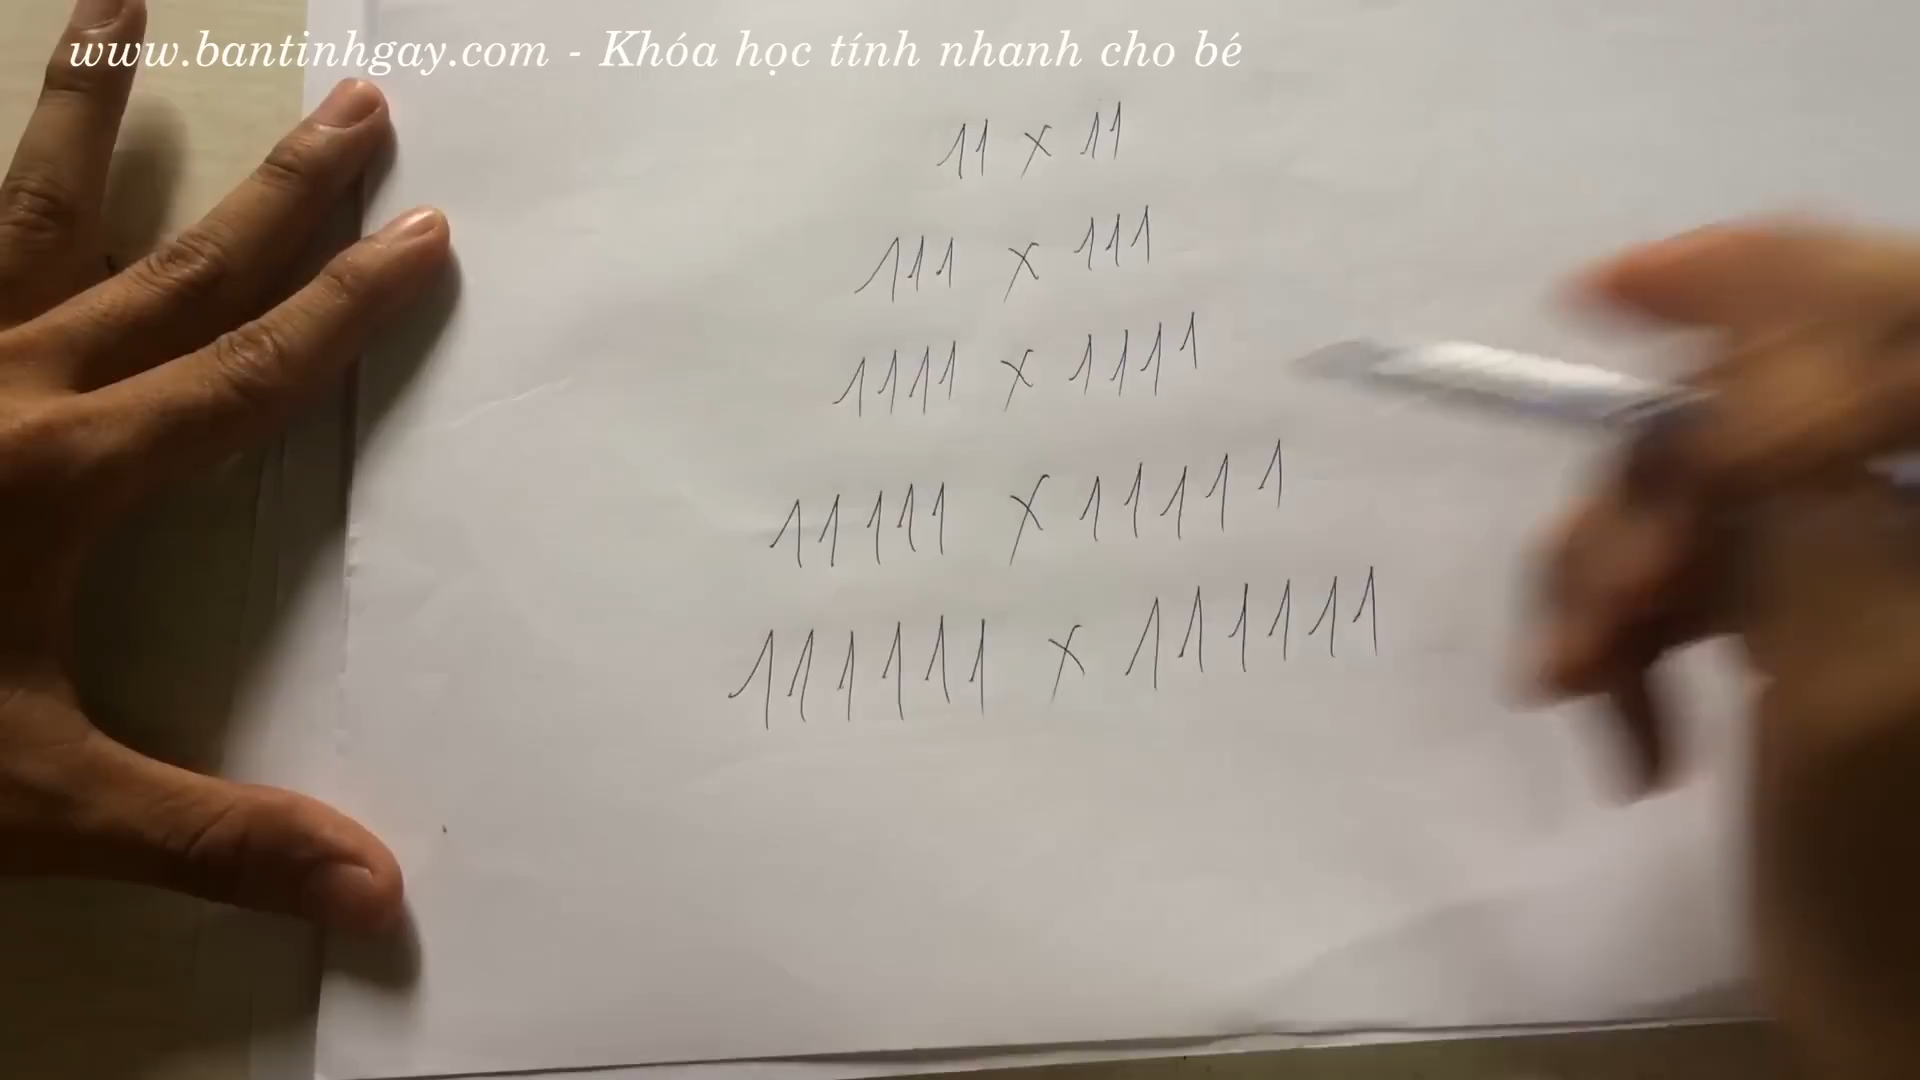 www.bantinhgay.com - Khóa học tính nhanh cho bé
11 x 11
111 x 111
1111 x 1111
11111 x 11111
111111 x 111111